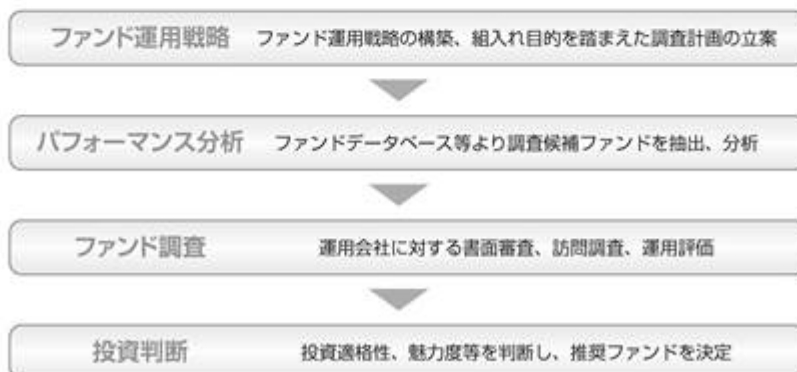 ファンド運用戦略 ファンド運用戦略の構築、組入れ目的を踏まえた調査計画の立案
パフォーマンス分析 ファンドデータベース等より調査候補ファンドを抽出、分析
ファンド調査 運用会社に対する書面審査、訪問調査、運用評価
投資判断 投資適格性、魅力度等を判断し、推奨ファンドを決定